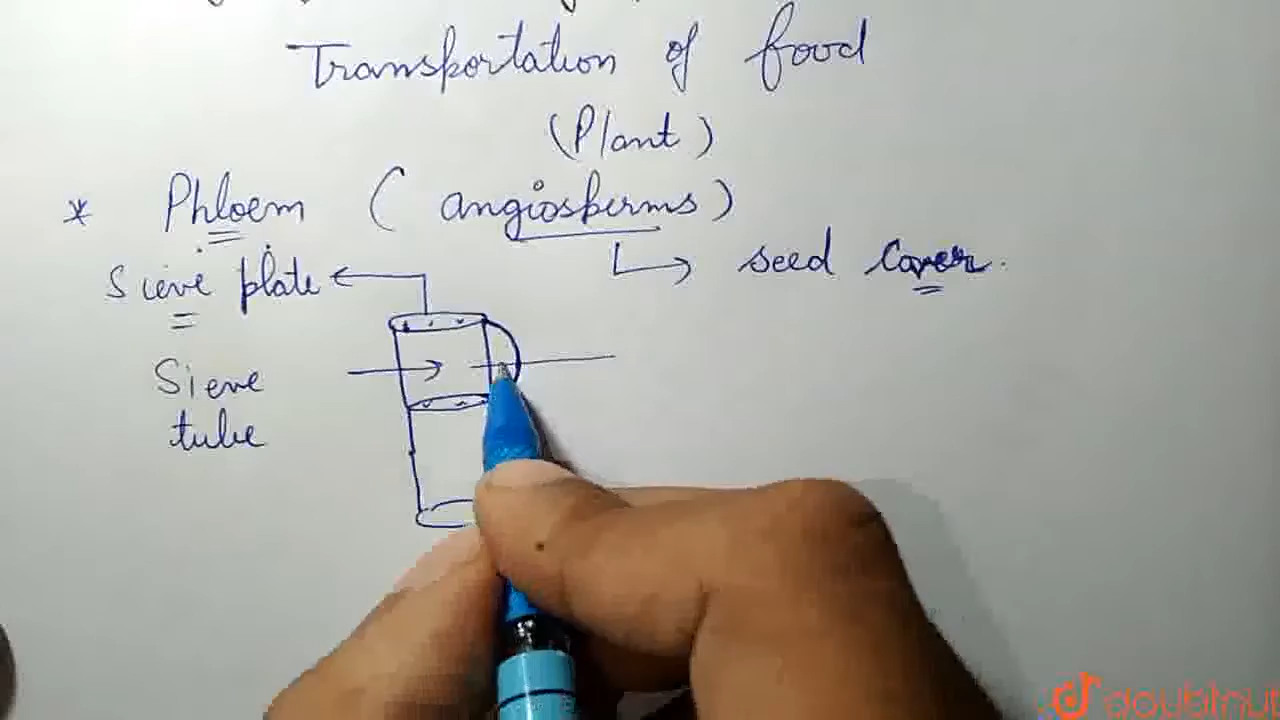 Transportation of food
(Plant)
* Phloem (angiosperms)
Sieve plate
seed cover.
Sieve
tube
doubtnut